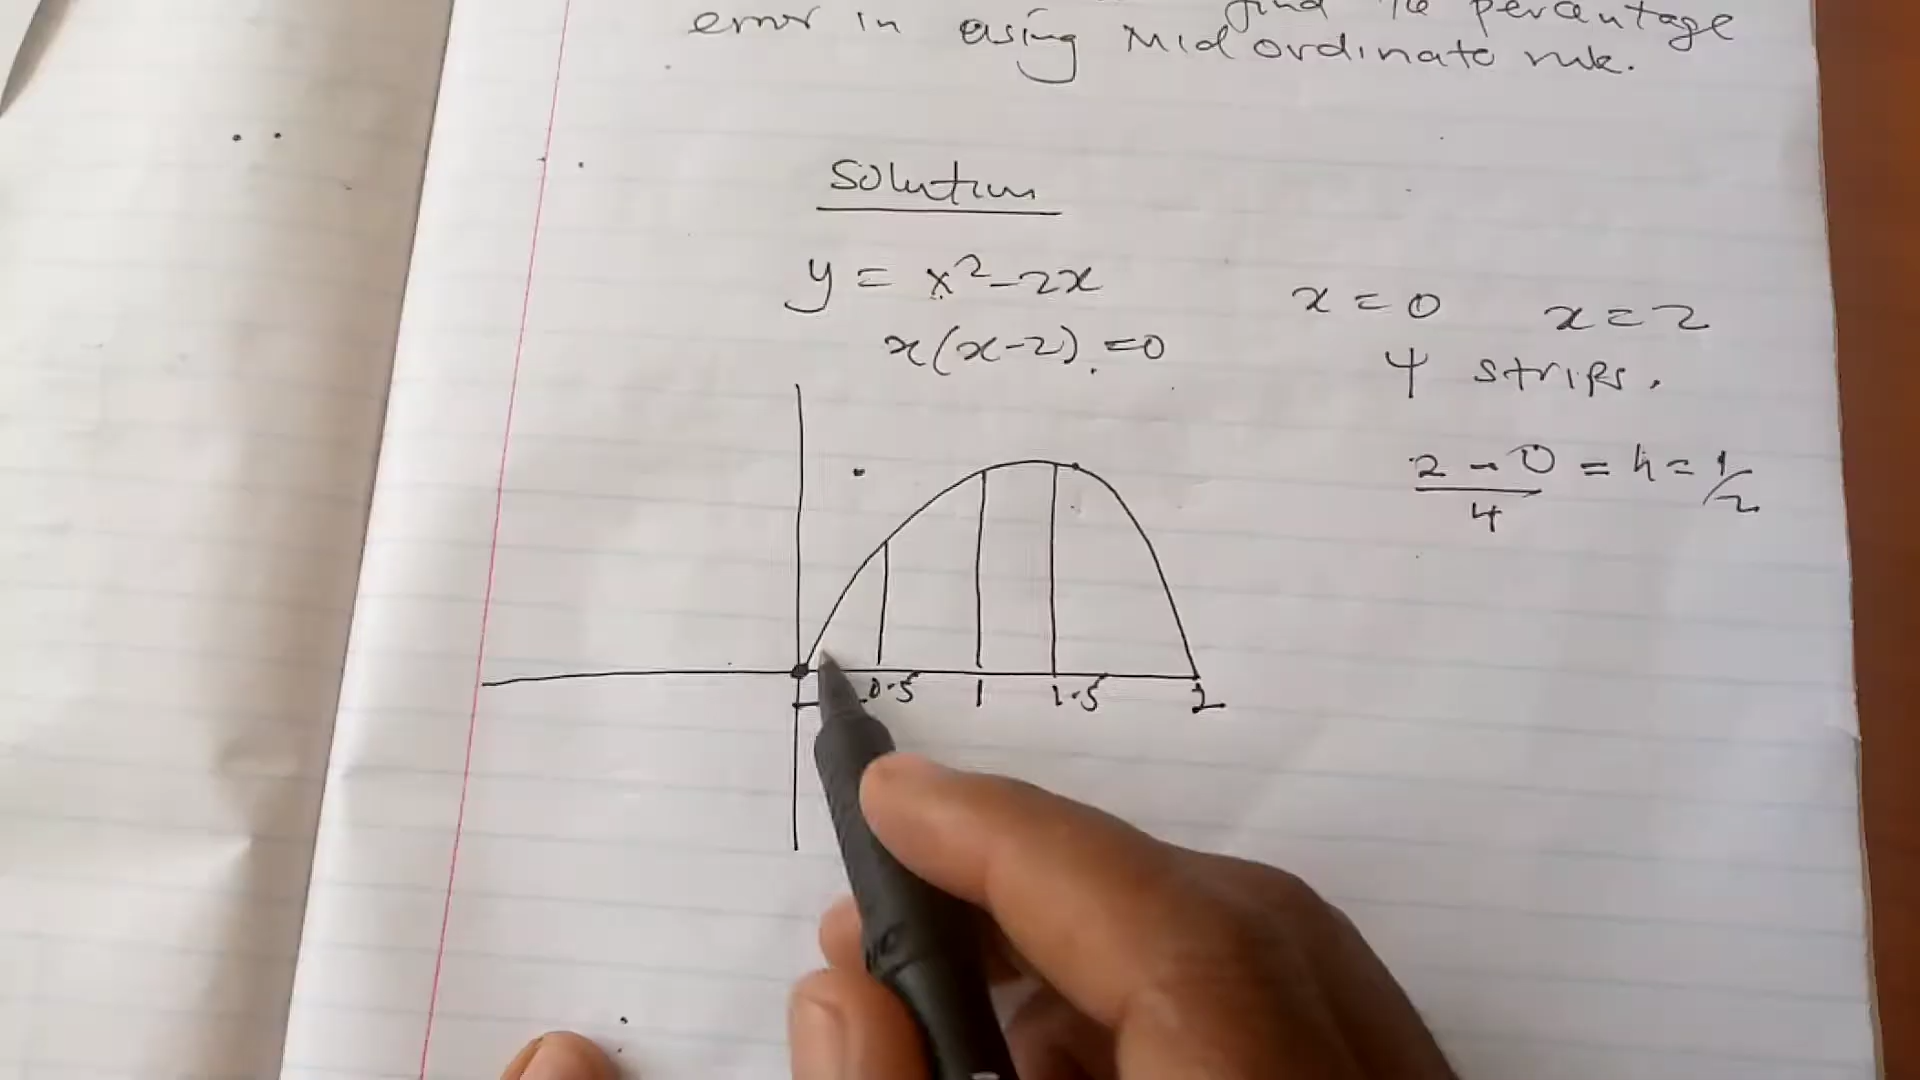 find the percentage
error in using Mid ordinate rule.
Solution
y = x²-2x
x(x-2) =0
x = 0 x = 2
4 strips.
2 - 0 = h = 1/2
4
0.5 1 1.5 2